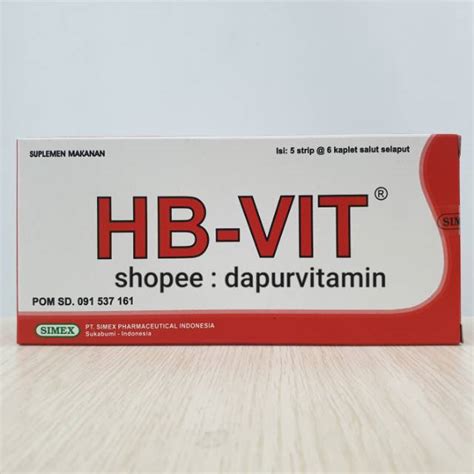 SUPLEMEN MAKANAN
Isi: 5 strip @ 6 kaplet salut selaput
HB-VIT®
shopee : dapurvitamin
POM SD. 091 537 161
SIMEX
PT. SIMEX PHARMACEUTICAL INDONESIA
Sukabumi - Indonesia